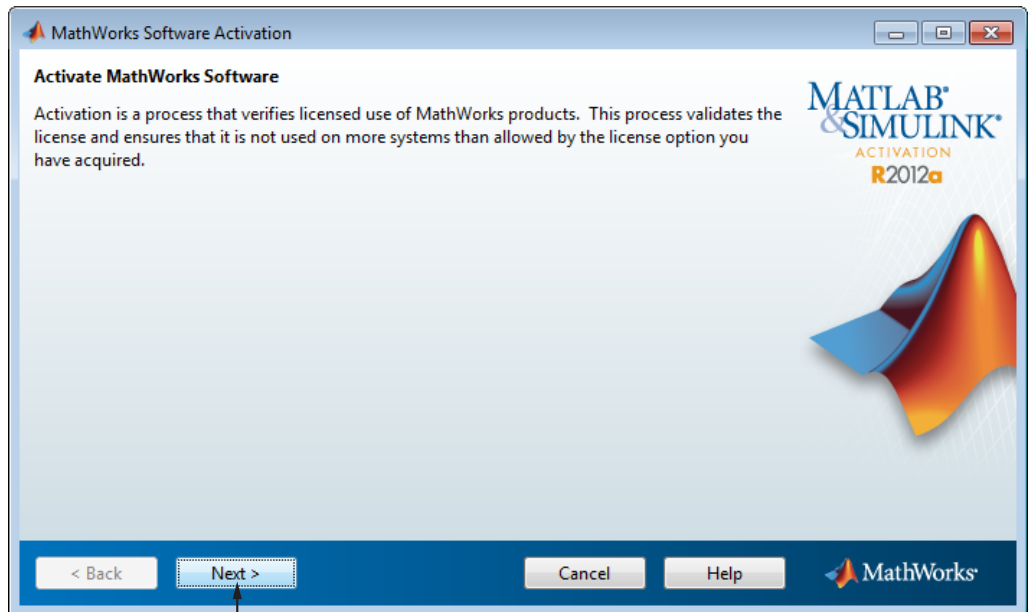 MathWorks Software Activation
Activate MathWorks Software
Activation is a process that verifies licensed use of MathWorks products. This process validates the
license and ensures that it is not used on more systems than allowed by the license option you
have acquired.
MATLAB®
&SIMULINK®
ACTIVATION
R2012a
< Back
Next >
Cancel
Help
MathWorks®